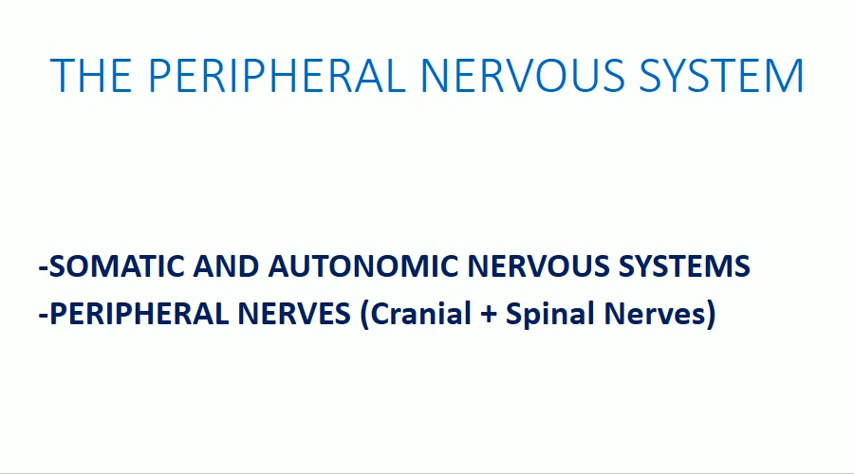 THE PERIPHERAL NERVOUS SYSTEM
-SOMATIC AND AUTONOMIC NERVOUS SYSTEMS
-PERIPHERAL NERVES (Cranial + Spinal Nerves)